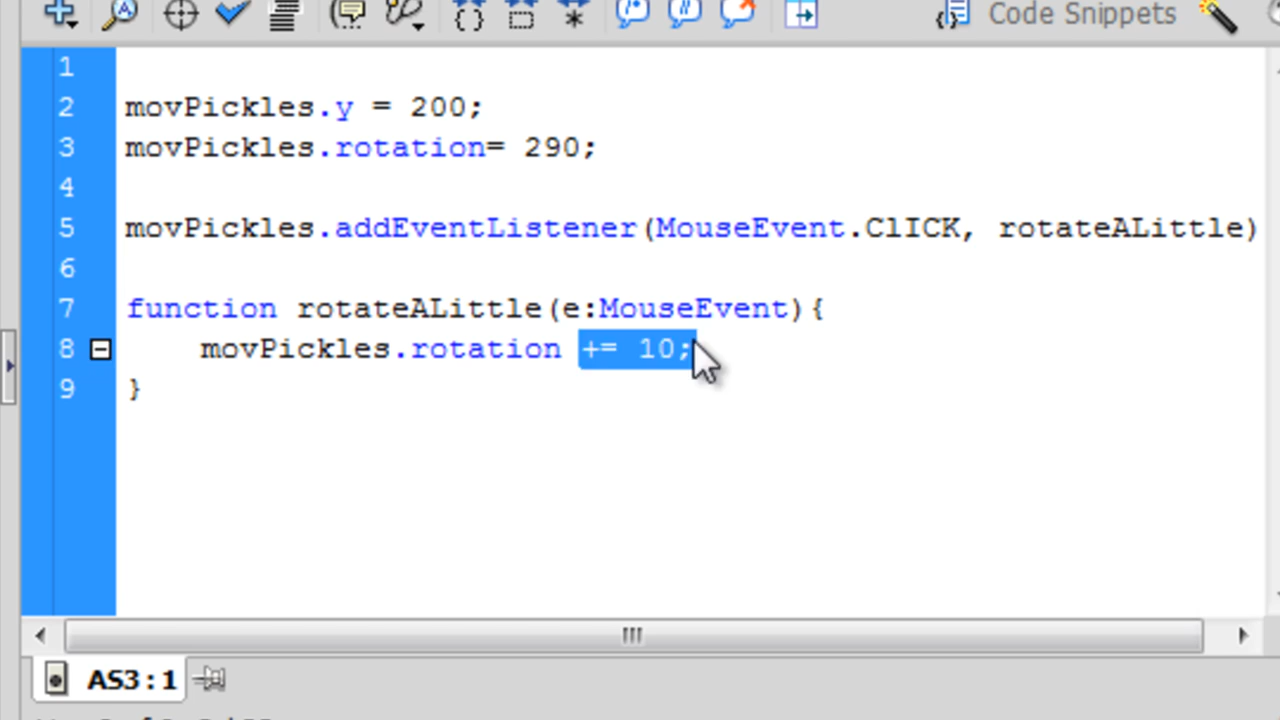 Code Snippets
1
2 movPickles.y = 200;
3 movPickles.rotation= 290;
4
5 movPickles.addEventListener(MouseEvent.ClICK, rotateALittle)
6
7 function rotateALittle(e:MouseEvent){
8 movPickles.rotation += 10;
9 }
AS3:1